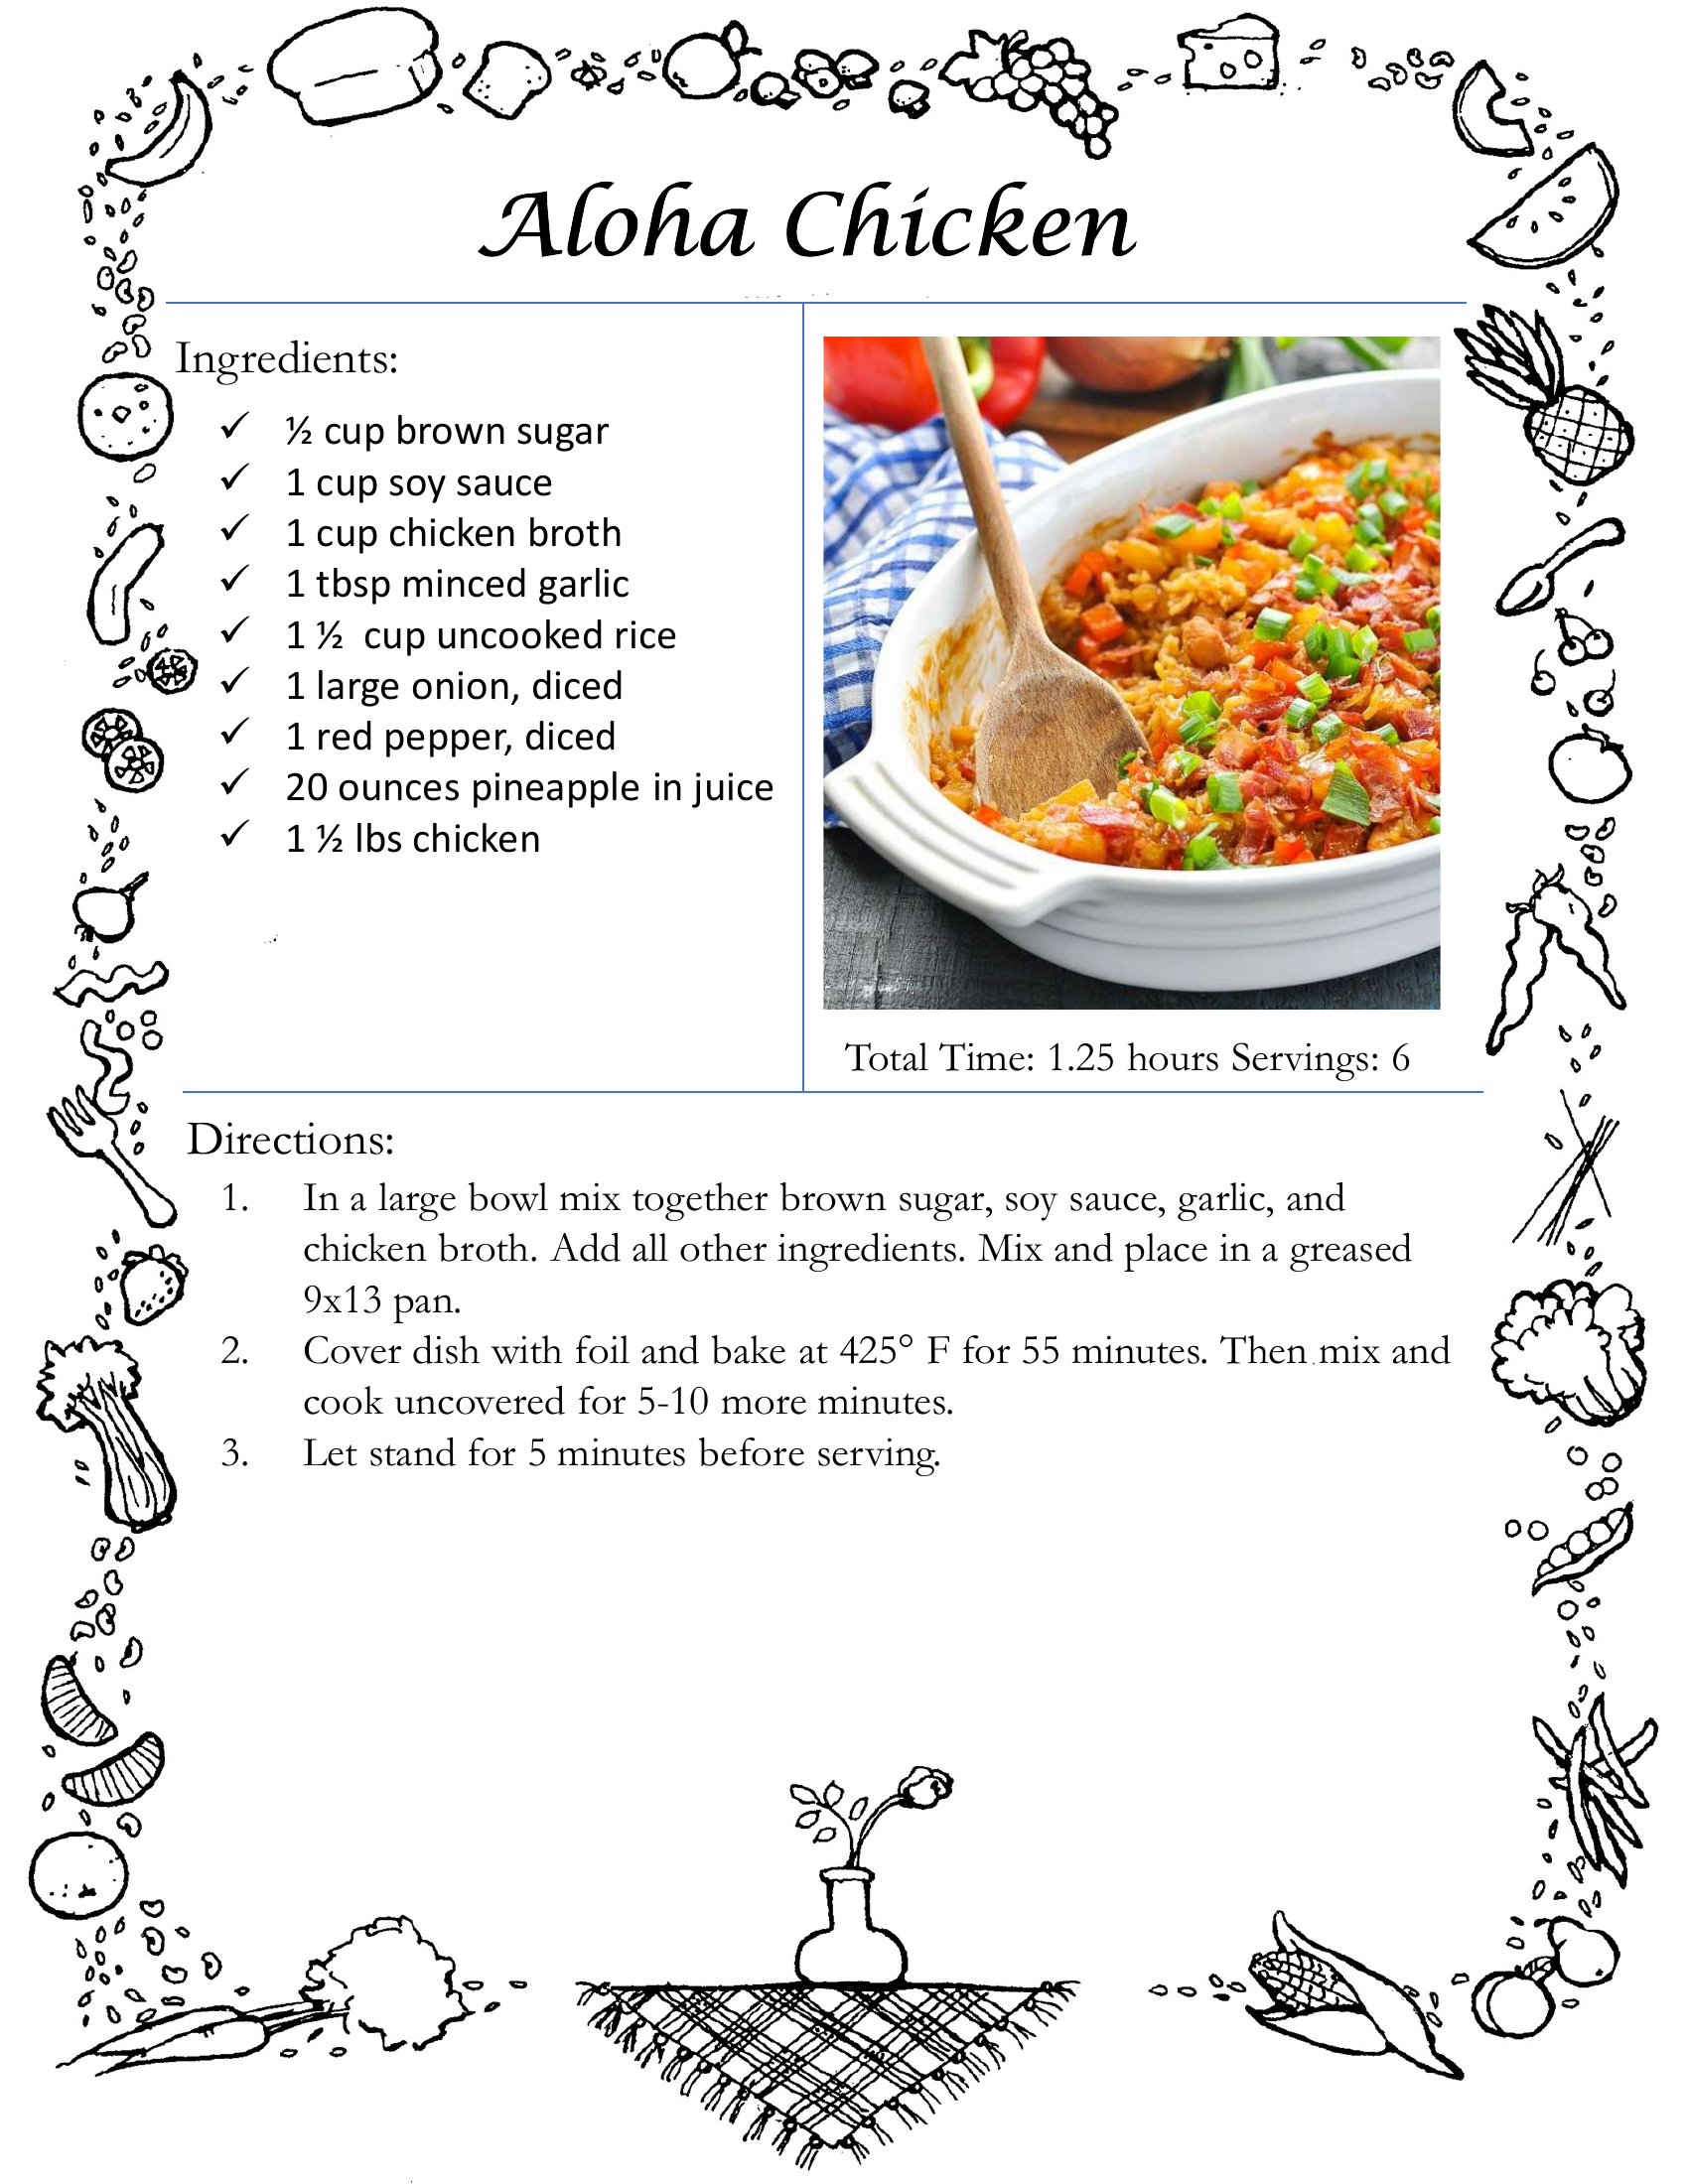 Aloha Chicken
Ingredients:
✓ ½ cup brown sugar
✓ 1 cup soy sauce
✓ 1 cup chicken broth
✓ 1 tbsp minced garlic
✓ 1 ½  cup uncooked rice
✓ 1 large onion, diced
✓ 1 red pepper, diced
✓ 20 ounces pineapple in juice
✓ 1 ½ lbs chicken
Total Time: 1.25 hours Servings: 6
Directions:
1. In a large bowl mix together brown sugar, soy sauce, garlic, and
chicken broth. Add all other ingredients. Mix and place in a greased
9x13 pan.
2. Cover dish with foil and bake at 425° F for 55 minutes. Then mix and
cook uncovered for 5-10 more minutes.
3. Let stand for 5 minutes before serving.